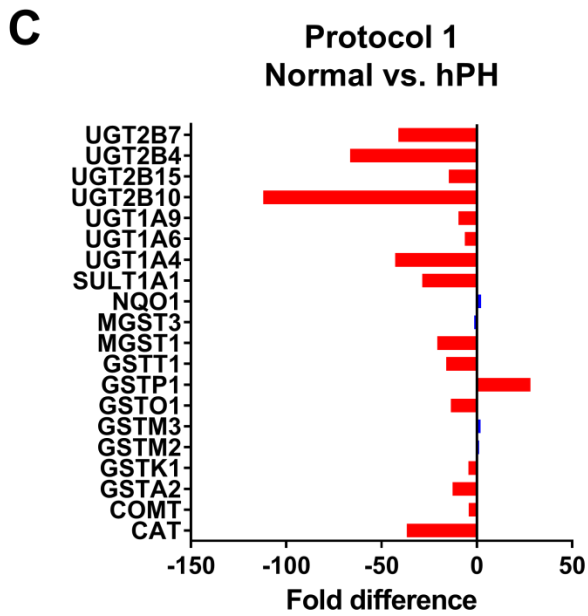 C
Protocol 1
Normal vs. hPH
UGT2B7
UGT2B4
UGT2B15
UGT2B10
UGT1A9
UGT1A6
UGT1A4
SULT1A1
NQO1
MGST3
MGST1
GSTT1
GSTP1
GSTO1
GSTM3
GSTM2
GSTK1
GSTA2
COMT
CAT
-150 -100 -50 0 50
Fold difference